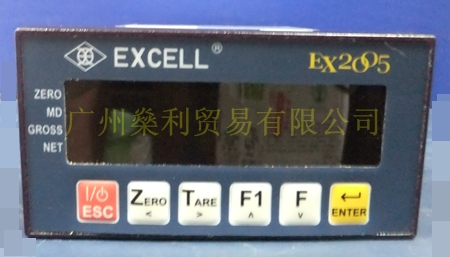 EXCELL® EX2005
ZERO
MD
GROSS
NET
广州燊利贸易有限公司
I/⏻ ESC ZERO < TARE > F1 ∧ F ∨ ↵ ENTER